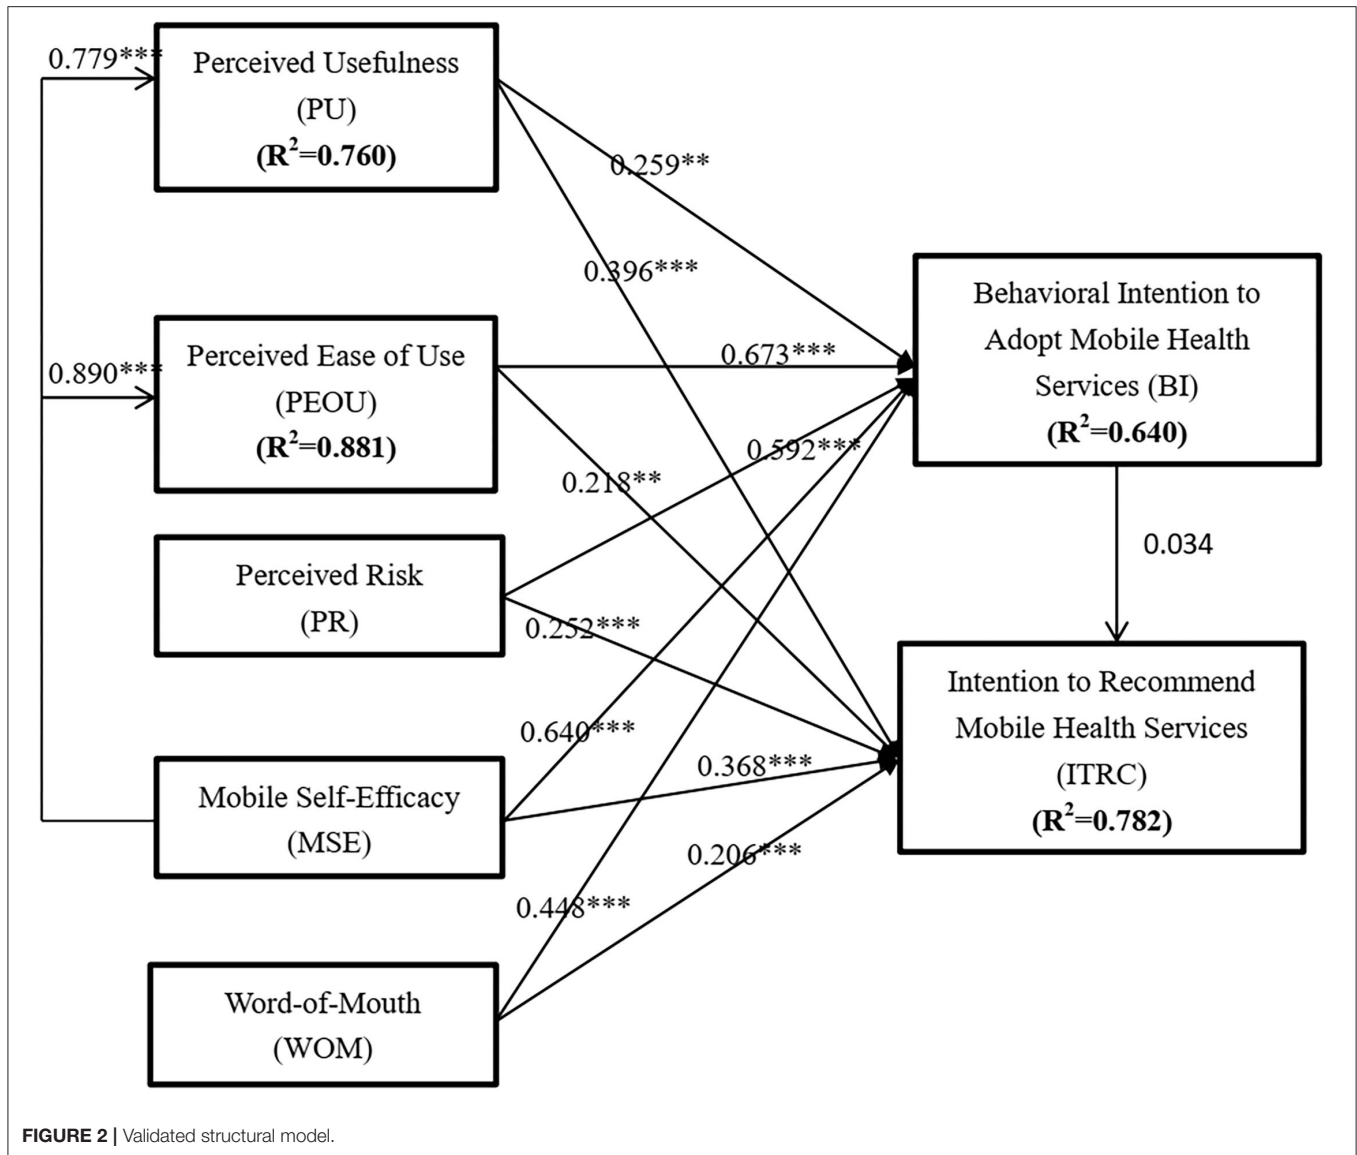 0.779***
Perceived Usefulness
(PU)
(R²=0.760)
0.259**
0.396***
0.890***
Perceived Ease of Use
(PEOU)
(R²=0.881)
0.673***
Behavioral Intention to
Adopt Mobile Health
Services (BI)
(R²=0.640)
0.592***
0.218**
Perceived Risk
(PR)
0.034
0.252***
Intention to Recommend
Mobile Health Services
(ITRC)
(R²=0.782)
0.640***
0.368***
Mobile Self-Efficacy
(MSE)
0.206***
0.448***
Word-of-Mouth
(WOM)
FIGURE 2 | Validated structural model.